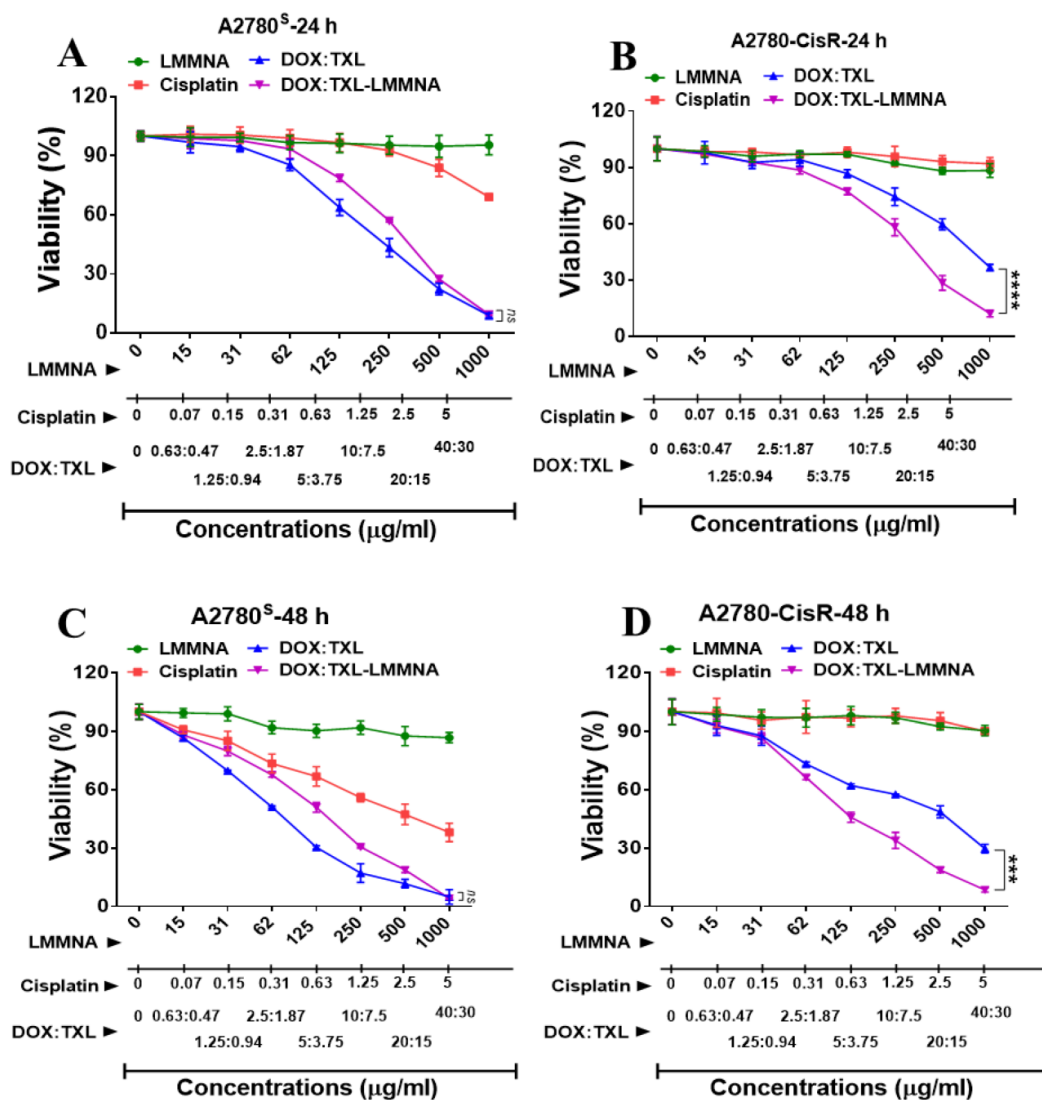 A
A2780S-24 h
LMMNA DOX:TXL
Cisplatin DOX:TXL-LMMNA
Viability (%)
120
90
60
30
0
ns
0 15 31 62 125 250 500 1000
LMMNA ►
Cisplatin ► 0 0.07 0.15 0.31 0.63 1.25 2.5 5
0 0.63:0.47 2.5:1.87 10:7.5 40:30
DOX:TXL ►
1.25:0.94 5:3.75 20:15
Concentrations (μg/ml)
B
A2780-CisR-24 h
LMMNA DOX:TXL
Cisplatin DOX:TXL-LMMNA
Viability (%)
120
90
60
30
0
****
0 15 31 62 125 250 500 1000
LMMNA ►
Cisplatin ► 0 0.07 0.15 0.31 0.63 1.25 2.5 5
0 0.63:0.47 2.5:1.87 10:7.5 40:30
DOX:TXL ►
1.25:0.94 5:3.75 20:15
Concentrations (μg/ml)
C
A2780S-48 h
LMMNA DOX:TXL
Cisplatin DOX:TXL-LMMNA
Viability (%)
120
90
60
30
0
ns
0 15 31 62 125 250 500 1000
LMMNA ►
Cisplatin ► 0 0.07 0.15 0.31 0.63 1.25 2.5 5
0 0.63:0.47 2.5:1.87 10:7.5 40:30
DOX:TXL ►
1.25:0.94 5:3.75 20:15
Concentrations (μg/ml)
D
A2780-CisR-48 h
LMMNA DOX:TXL
Cisplatin DOX:TXL-LMMNA
Viability (%)
120
90
60
30
0
***
0 15 31 62 125 250 500 1000
LMMNA ►
Cisplatin ► 0 0.07 0.15 0.31 0.63 1.25 2.5 5
0 0.63:0.47 2.5:1.87 10:7.5 40:30
DOX:TXL ►
1.25:0.94 5:3.75 20:15
Concentrations (μg/ml)